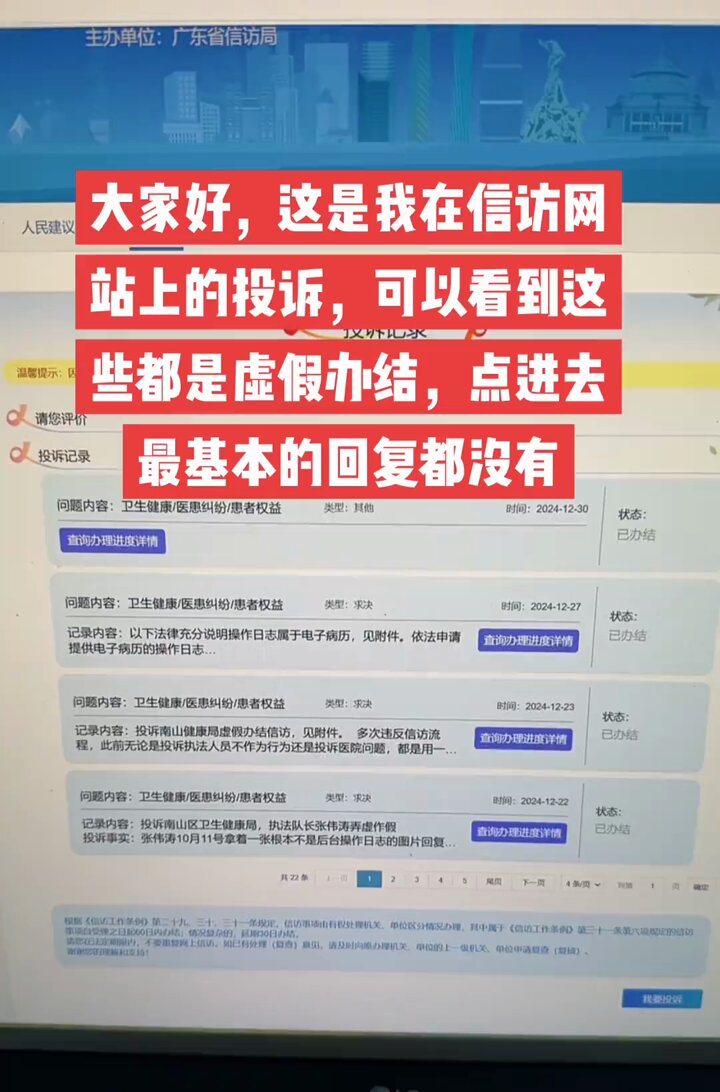 主办单位：广东省信访局
大家好，这是我在信访网
站上的投诉，可以看到这
些都是虚假办结，点进去
最基本的回复都沒有
人民建议
投诉记录
温馨提示：因
请您评价
投诉记录
问题内容：卫生健康/医患纠纷/患者权益 类型：其他 时间：2024-12-30 状态：
已办结
查询办理进度详情
问题内容：卫生健康/医患纠纷/患者权益 类型：求决 时间：2024-12-27 状态：
已办结
记录内容：以下法律充分说明操作日志属于电子病历，见附件。依法申请 查询办理进度详情
提供电子病历的操作日志...
问题内容：卫生健康/医患纠纷/患者权益 类型：求决 时间：2024-12-23 状态：
已办结
记录内容：投诉南山健康局虚假办结信访，见附件。 多次违反信访流 查询办理进度详情
程，此前无论是投诉执法人员不作为行为还是投诉医院问题，都是用一...
问题内容：卫生健康/医患纠纷/患者权益 类型：求决 时间：2024-12-22 状态：
已办结
记录内容：投诉南山区卫生健康局，执法队长张伟涛弄虚作假 查询办理进度详情
投诉事实：张伟涛10月11号拿着一张根本不是后台操作日志的图片回复...
共 22 条 上一页 1 2 3 4 5 尾页 下一页 4 条/页 到第 1 页 确定
根据《信访工作条例》第二十九、三十、三十一条规定，信访事项由有权处理机关、单位区分情况办理，其中属于《信访工作条例》第三十一条第六项规定的信访
事项自受理之日起60日内办结；情况复杂的，延期30日办结。
请您在法定期限内，不要重复网上信访。如已有处理（复查）意见，请及时向原办理机关、单位的上一级机关、单位申请复查（复核）。
谢谢您的理解和支持！
我要投诉